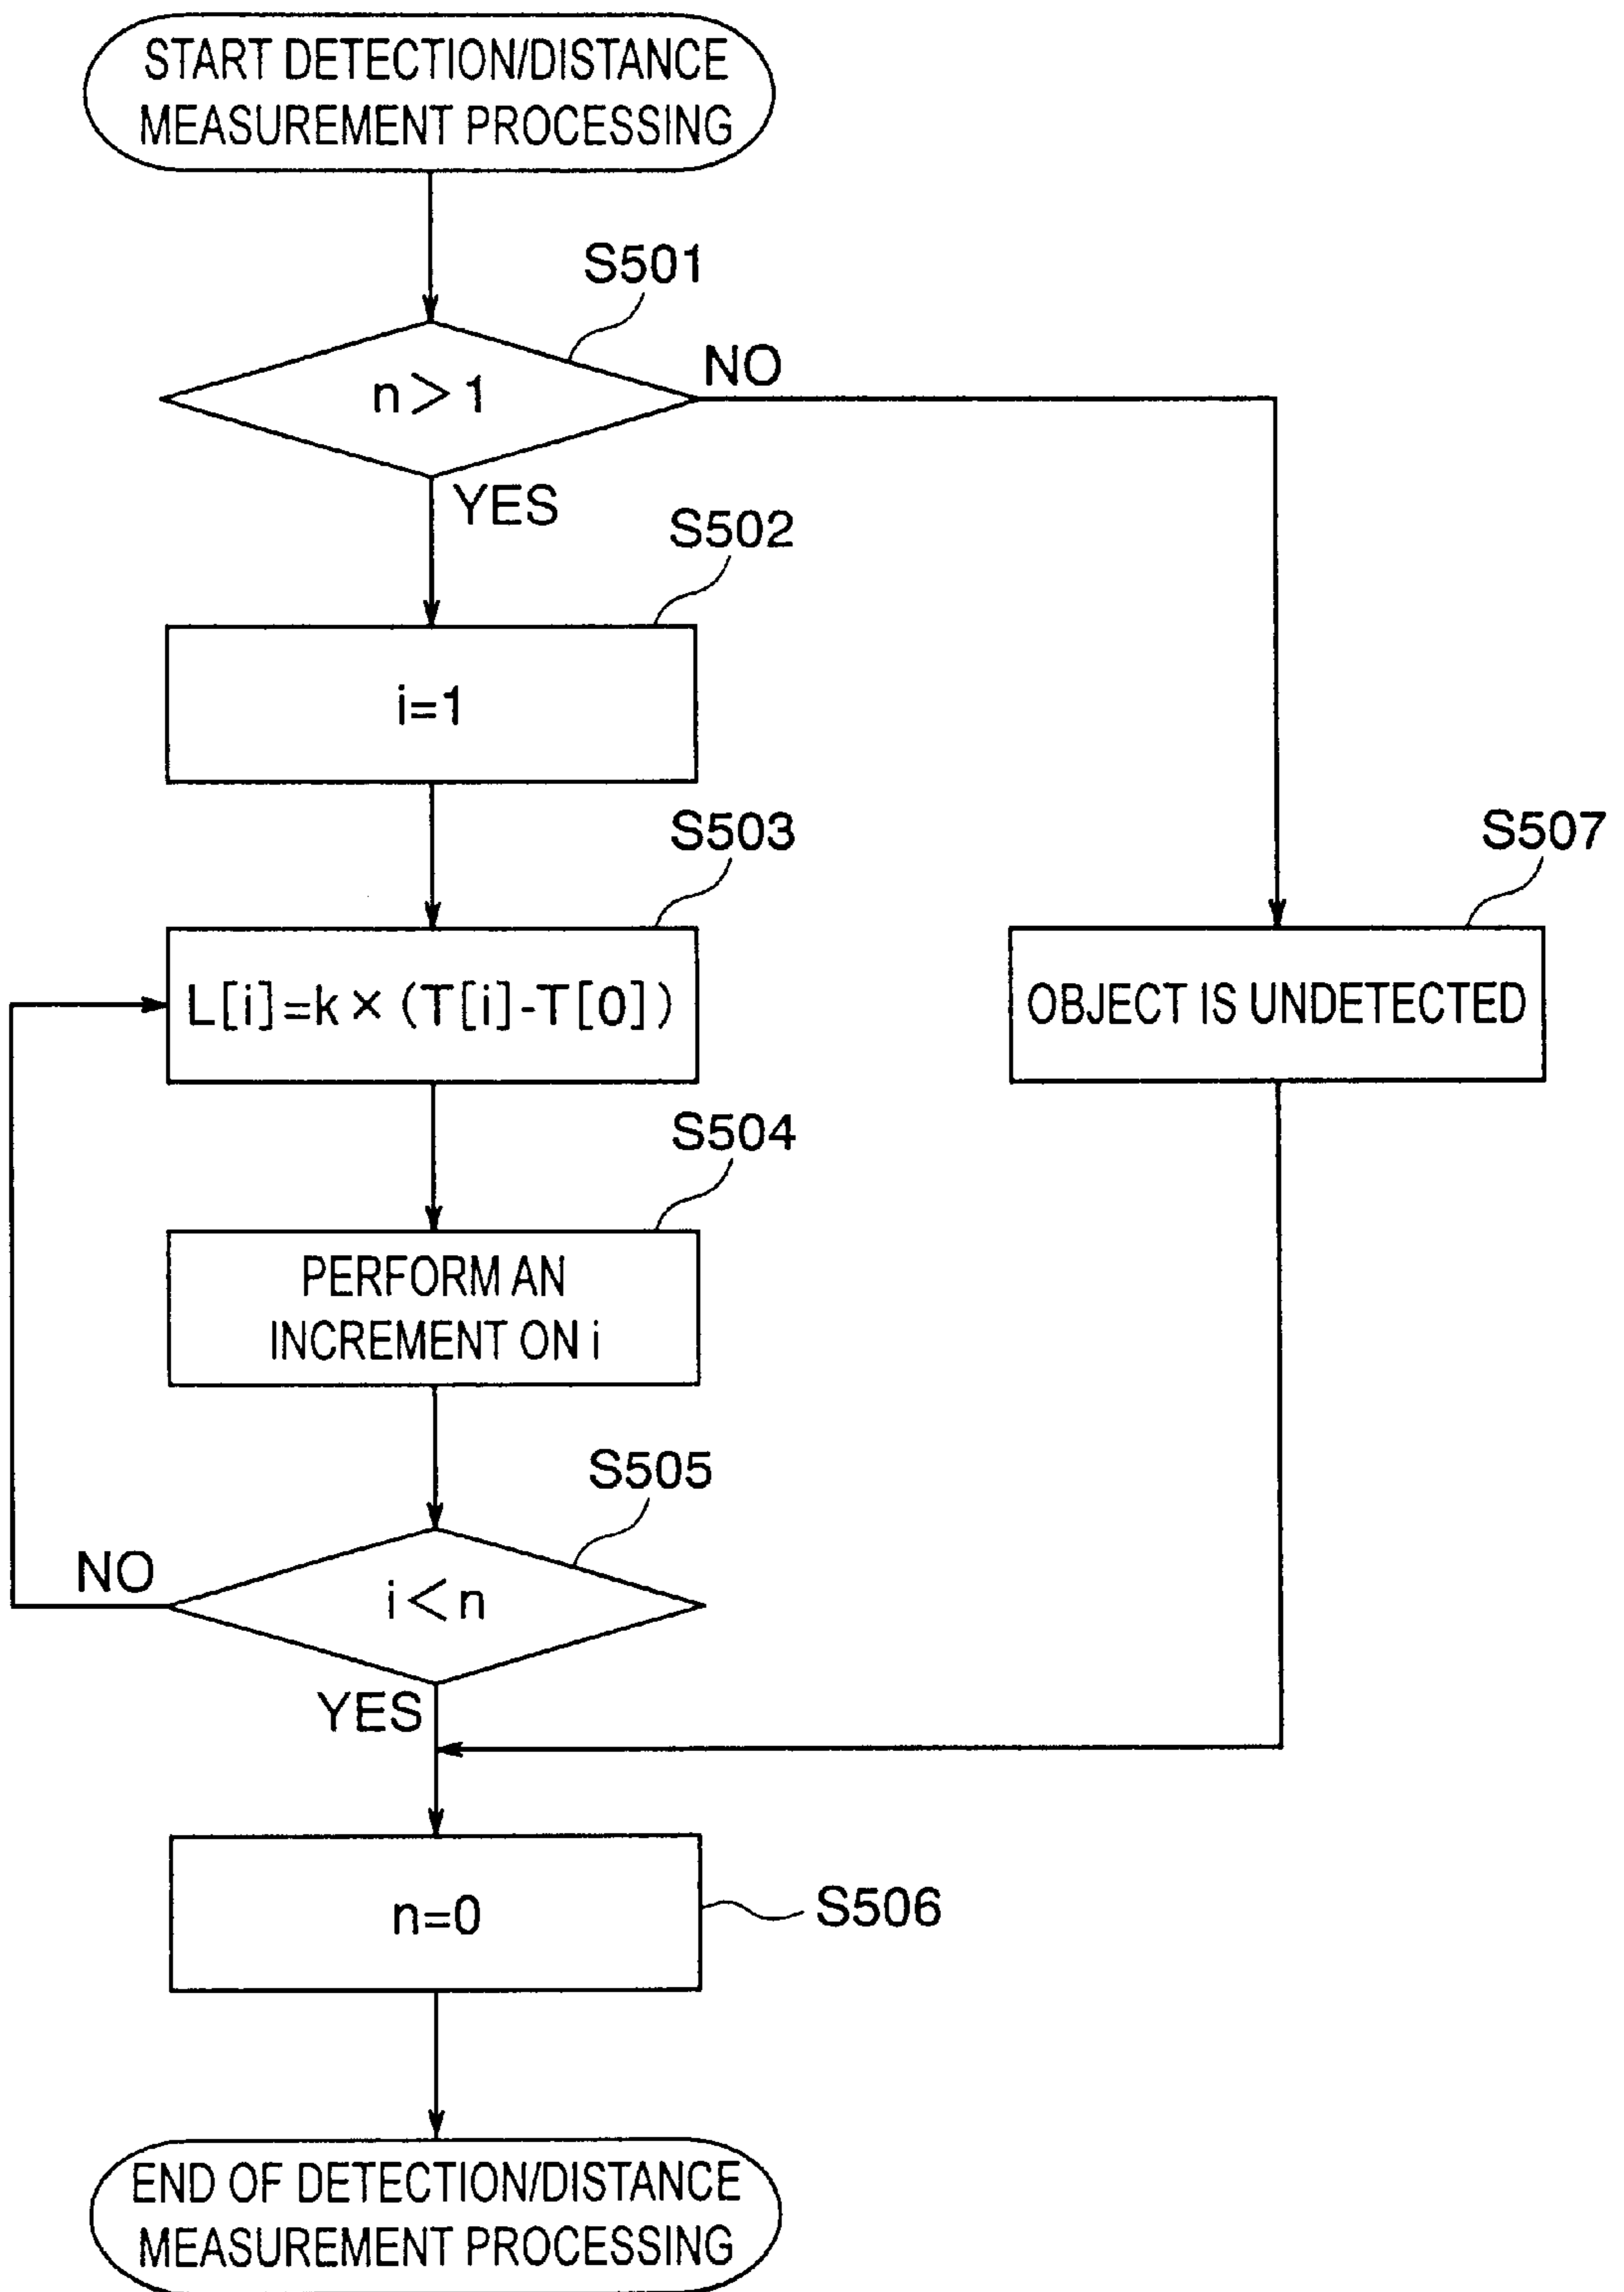 START DETECTION/DISTANCE
MEASUREMENT PROCESSING
S501
n>1
NO
YES
S502
i=1
S503
L[i]=k×(T[i]-T[0])
S507
OBJECT IS UNDETECTED
S504
PERFORM AN
INCREMENT ON i
S505
NO
i<n
YES
n=0
S506
END OF DETECTION/DISTANCE
MEASUREMENT PROCESSING